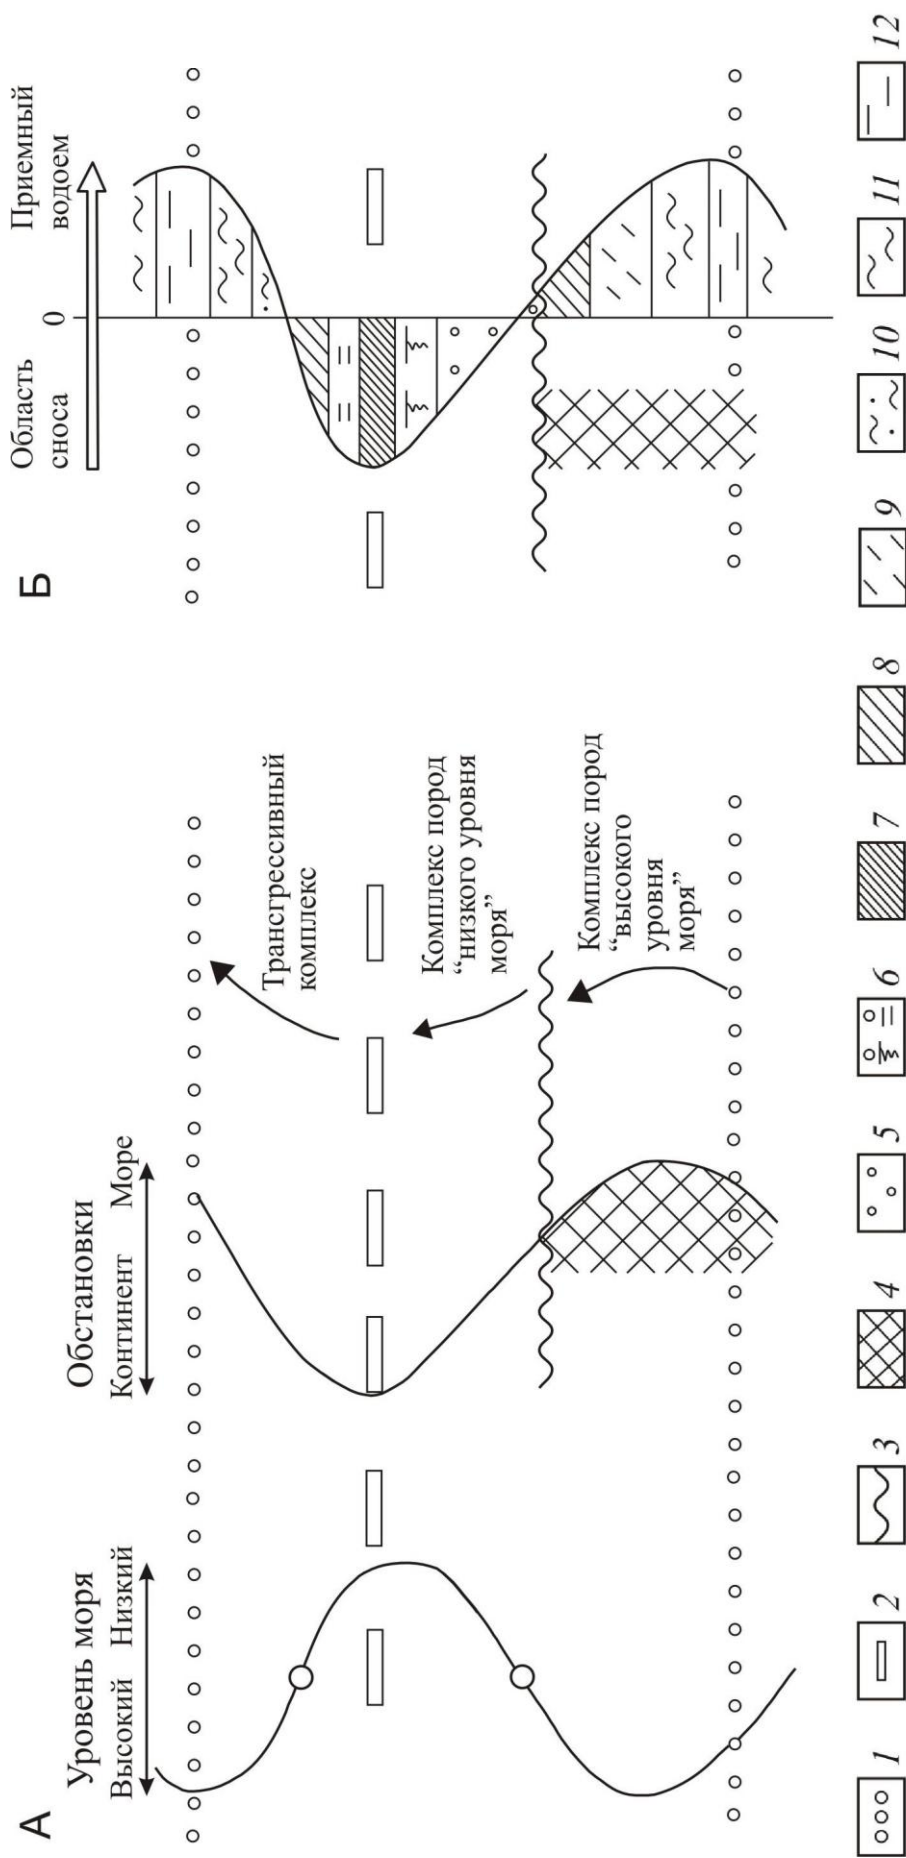 А
Уровень моря
Высокий Низкий
Обстановки
Континент Море
Трансгрессивный
комплекс
Комплекс пород
“низкого уровня
моря”
Комплекс пород
“высокого
уровня
моря”
Б
Область
сноса
0
Приемный
водоем
1 2 3 4 5 6 7 8 9 10 11 12